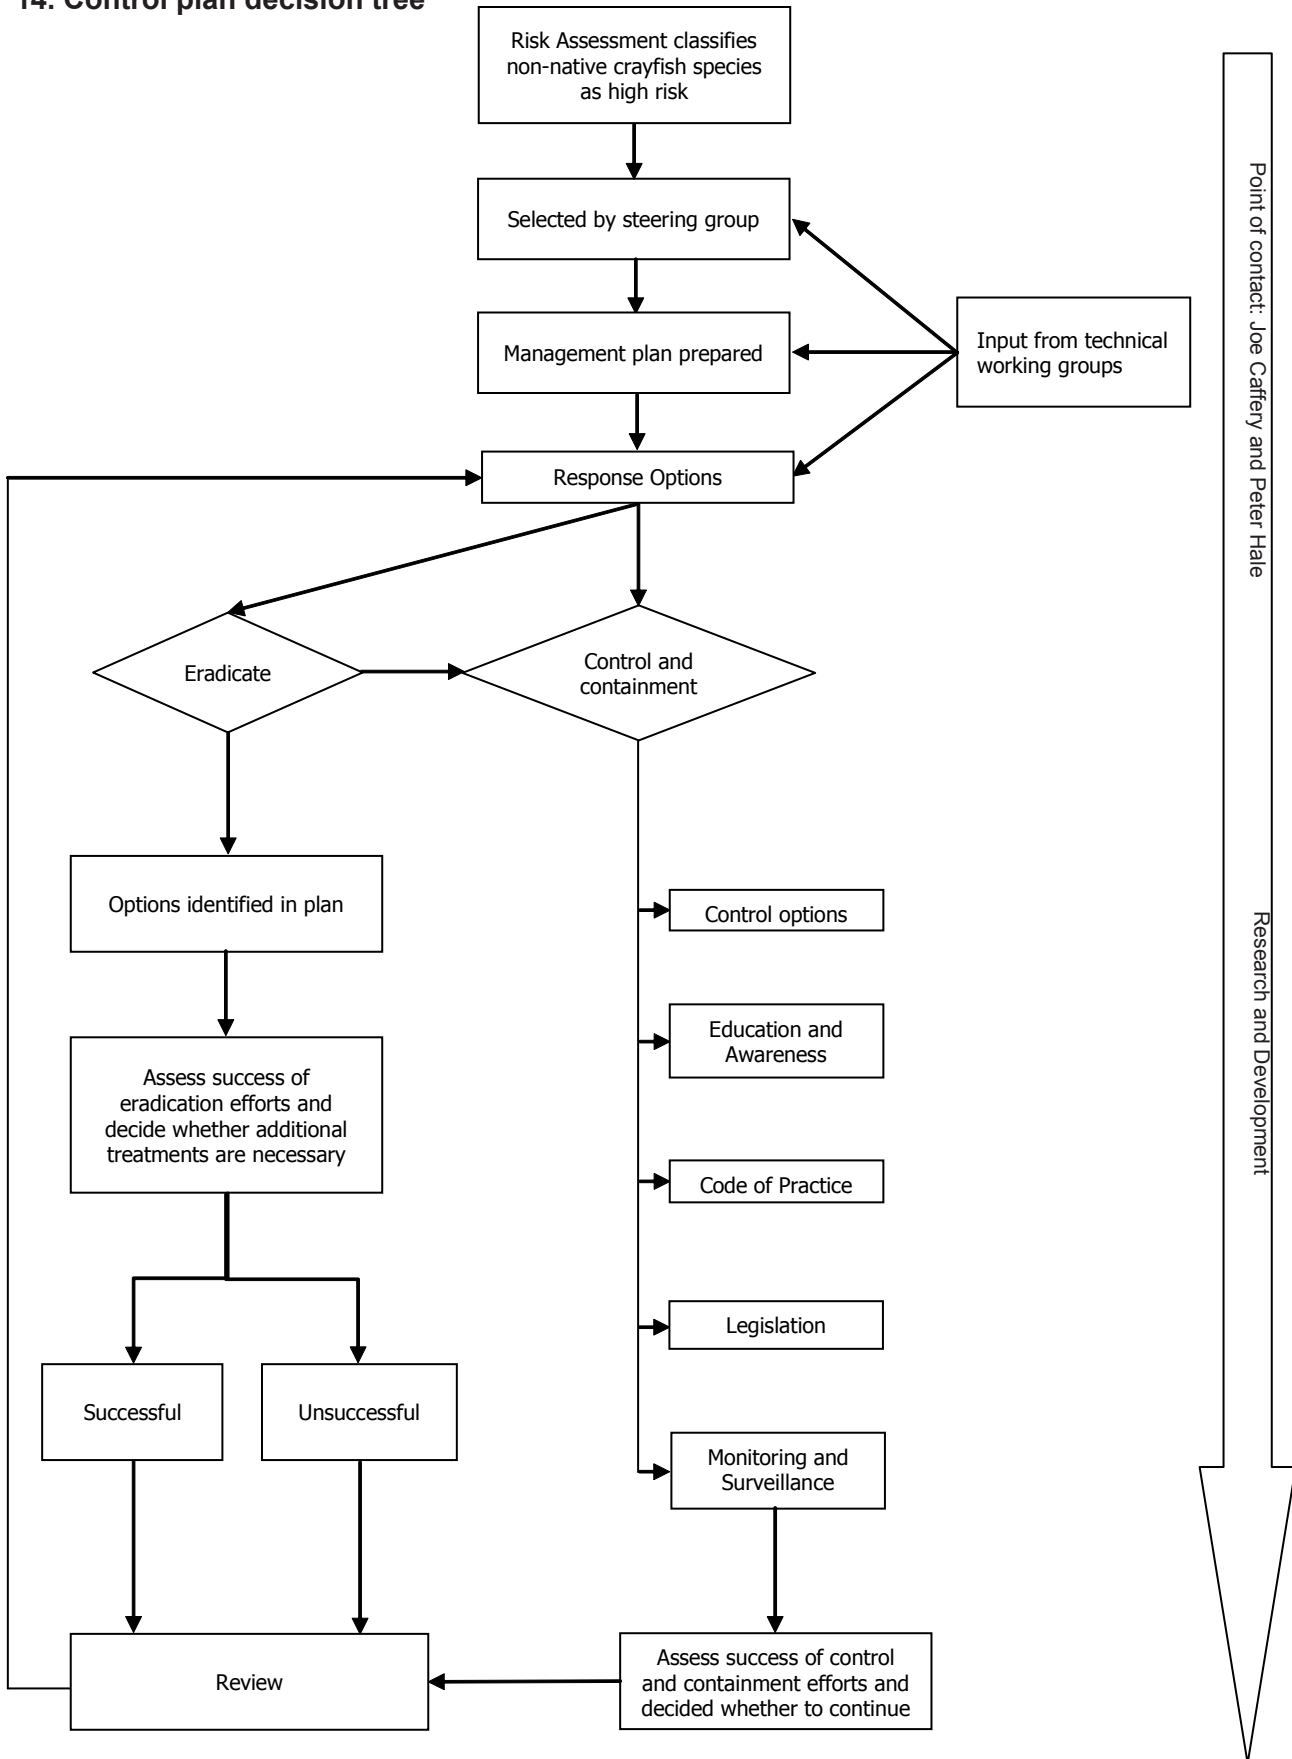 14. Control plan decision tree
Risk Assessment classifies
non-native crayfish species
as high risk
Selected by steering group
Management plan prepared
Input from technical
working groups
Response Options
Eradicate
Control and
containment
Options identified in plan
Control options
Education and
Awareness
Assess success of
eradication efforts and
decide whether additional
treatments are necessary
Code of Practice
Legislation
Successful
Unsuccessful
Monitoring and
Surveillance
Review
Assess success of control
and containment efforts and
decided whether to continue
Point of contact: Joe Caffery and Peter Hale
Research and Development